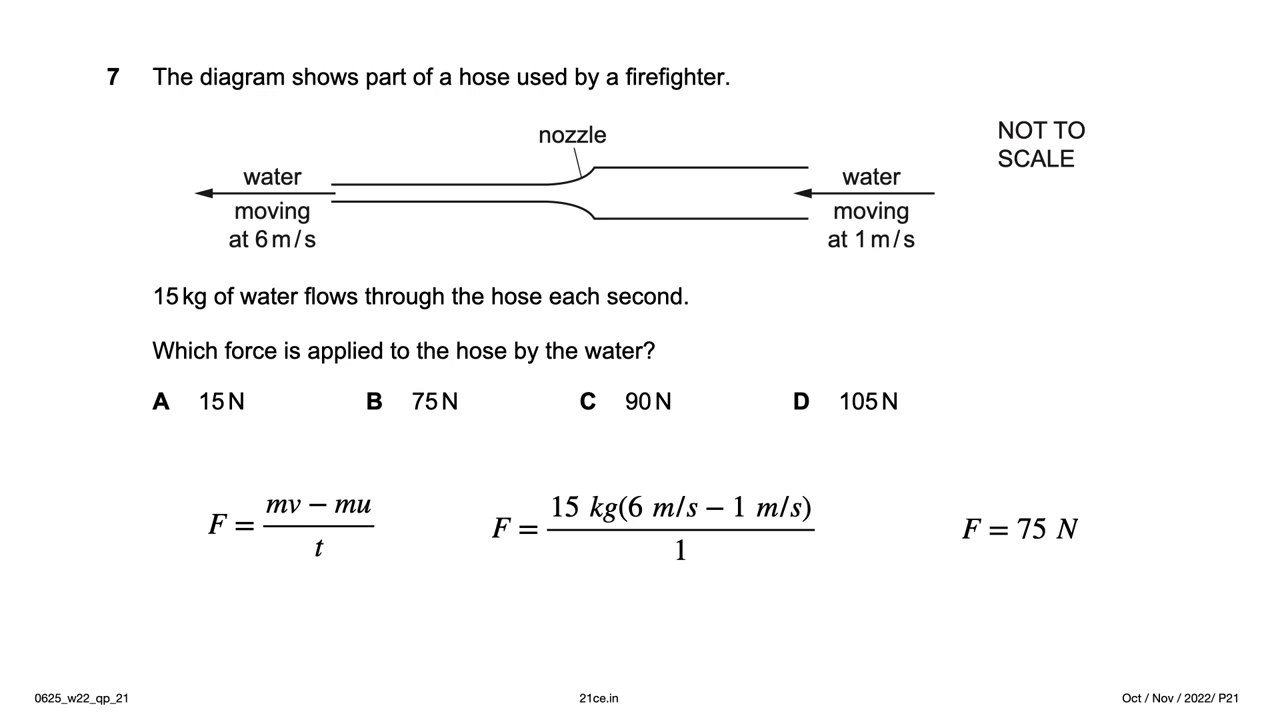 7 The diagram shows part of a hose used by a firefighter.
nozzle
NOT TO
SCALE
water
moving
at 6 m / s
water
moving
at 1 m / s
15 kg of water flows through the hose each second.
Which force is applied to the hose by the water?
A 15 N B 75 N C 90 N D 105 N
F = (mv − mu)/t F = 15 kg(6 m/s − 1 m/s)/1 F = 75 N
0625_w22_qp_21 21ce.in Oct / Nov / 2022/ P21